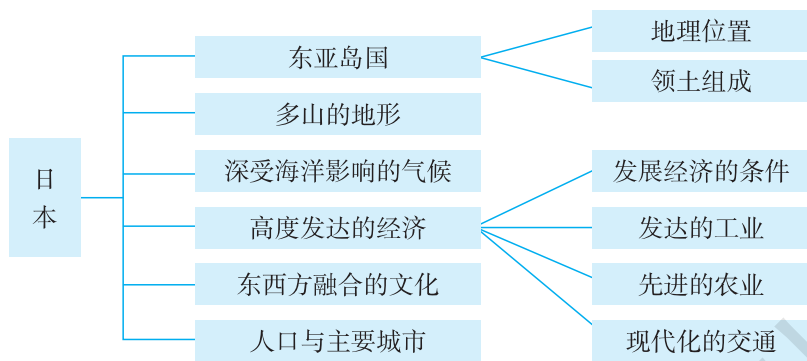 日本
东亚岛国
地理位置
领土组成
多山的地形
深受海洋影响的气候
高度发达的经济
发展经济的条件
发达的工业
先进的农业
现代化的交通
东西方融合的文化
人口与主要城市